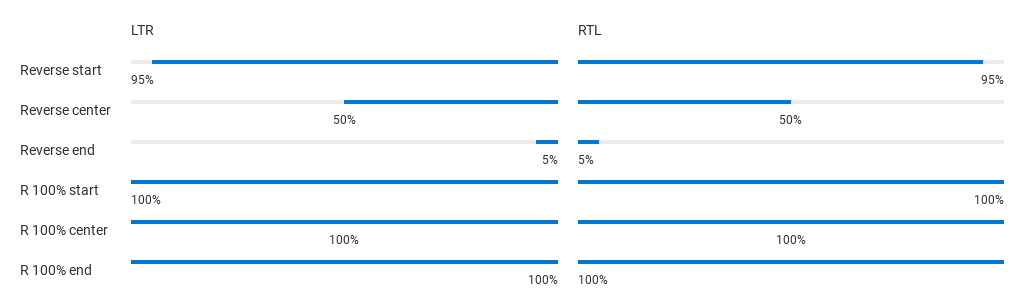 LTR RTL
Reverse start
95% 95%
Reverse center
50% 50%
Reverse end
5% 5%
R 100% start
100% 100%
R 100% center
100% 100%
R 100% end
100% 100%